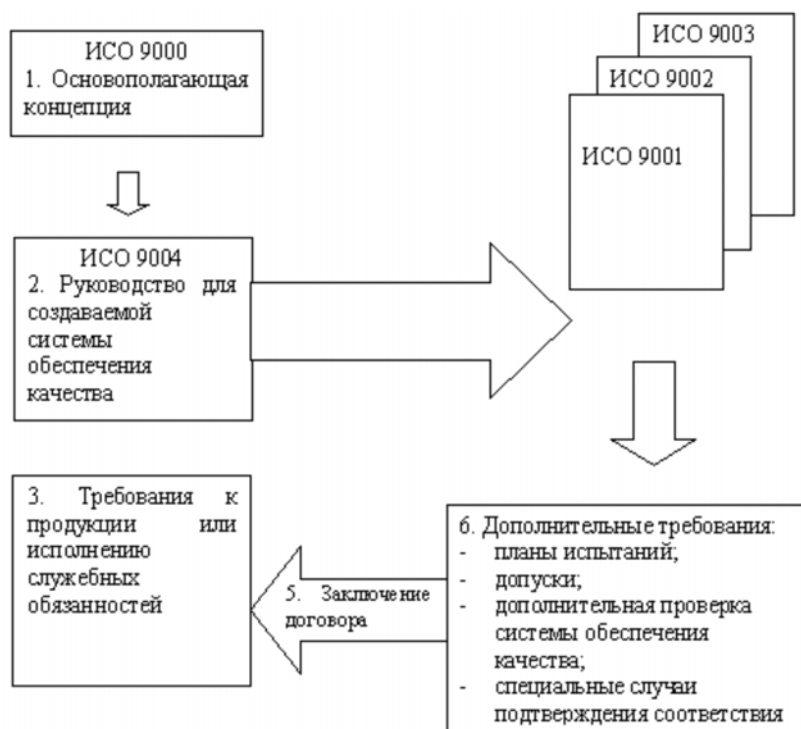 ИСО 9000
1. Основополагающая
концепция
ИСО 9003
ИСО 9002
ИСО 9001
ИСО 9004
2. Руководство для
создаваемой
системы
обеспечения
качества
3. Требования к
продукции или
исполнению
служебных
обязанностей
5. Заключение
договора
6. Дополнительные требования:
- планы испытаний;
- допуски;
- дополнительная проверка
системы обеспечения
качества;
- специальные случаи
подтверждения соответствия